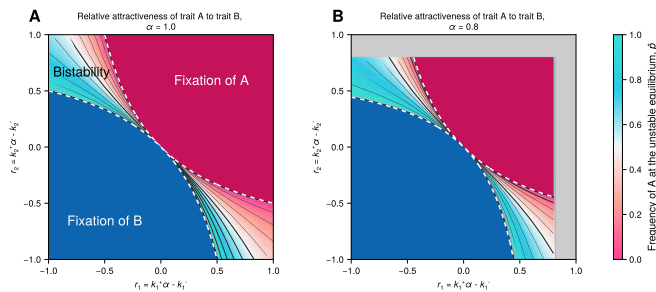 A
Relative attractiveness of trait A to trait B,
α = 1.0
1.0
0.5
0.0
−0.5
−1.0
r₂ = k₂⁺α - k₂⁻
Bistability
Fixation of A
Fixation of B
−1.0 −0.5 0.0 0.5 1.0
r₁ = k₁⁺α - k₁⁻
B
Relative attractiveness of trait A to trait B,
α = 0.8
1.0
0.5
0.0
−0.5
−1.0
r₂ = k₂⁺α - k₂⁻
−1.0 −0.5 0.0 0.5 1.0
r₁ = k₁⁺α - k₁⁻
1.0
0.8
0.6
0.4
0.2
0.0
Frequency of A at the unstable equilibrium, p̂